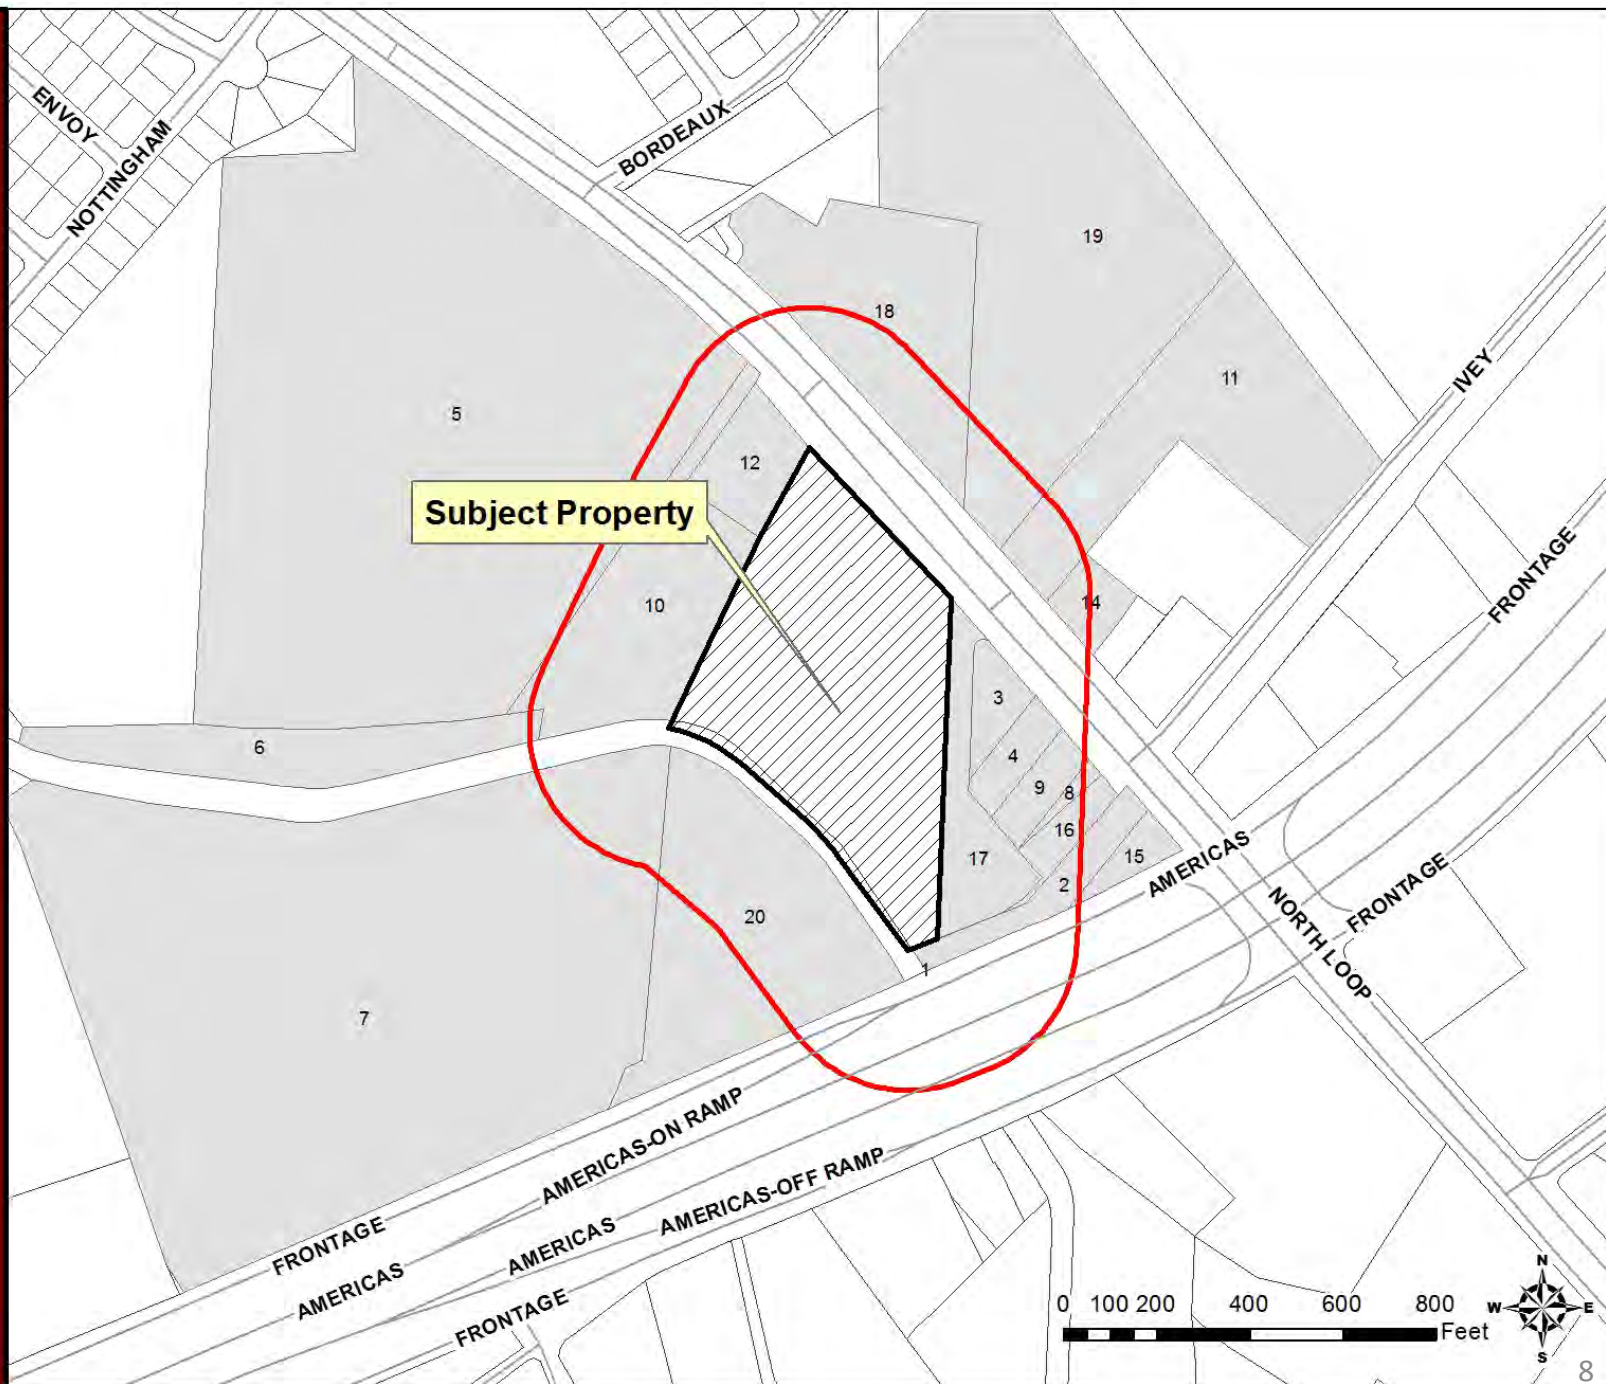 ENVOY
NOTTINGHAM
BORDEAUX
19
18
IVEY
11
5
12
Subject Property
FRONTAGE
10
14
3
6
4
9
8
16
17
15
2
AMERICAS
FRONTAGE
20
NORTH LOOP
1
7
AMERICAS-ON RAMP
AMERICAS-OFF RAMP
FRONTAGE
AMERICAS
AMERICAS
FRONTAGE
N
W E
S
0 100 200 400 600 800
Feet
8